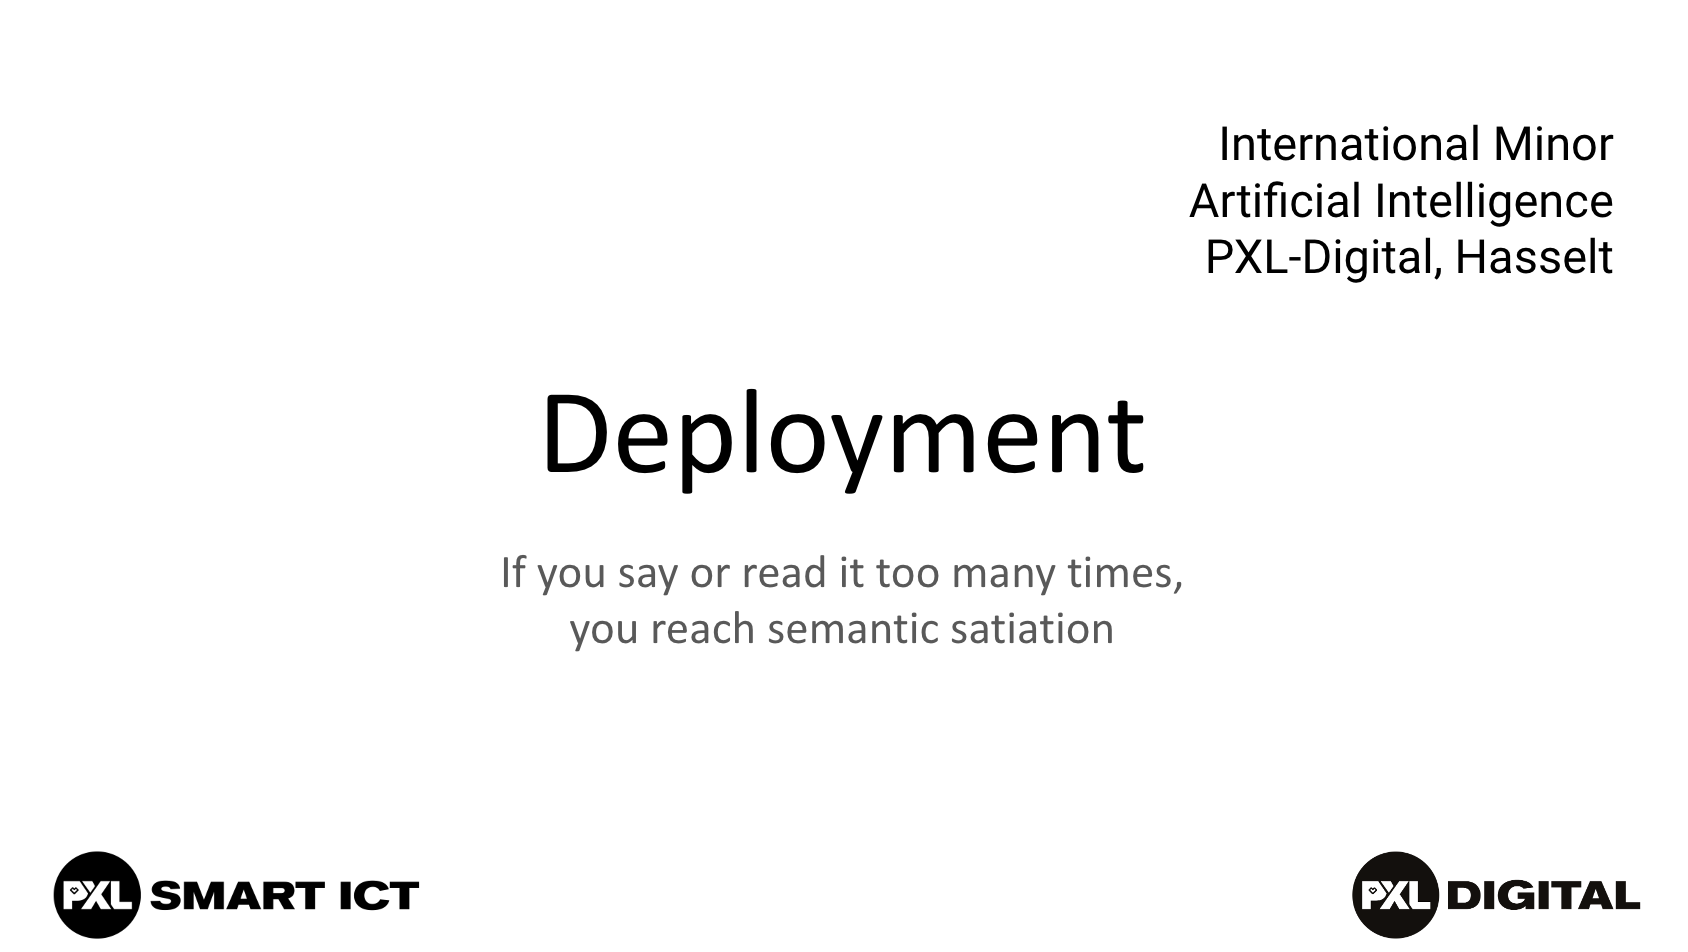 International Minor
Artificial Intelligence
PXL-Digital, Hasselt
Deployment
If you say or read it too many times,
you reach semantic satiation
PXL SMART ICT
PXL DIGITAL